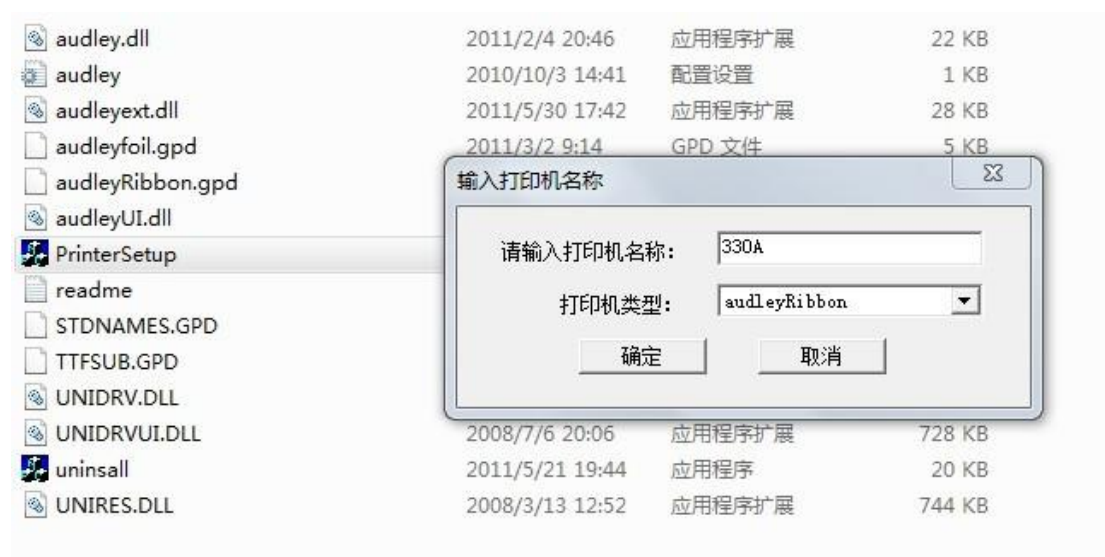 audley.dll 2011/2/4 20:46 应用程序扩展 22 KB
audley 2010/10/3 14:41 配置设置 1 KB
audleyext.dll 2011/5/30 17:42 应用程序扩展 28 KB
audleyfoil.gpd 2011/3/2 9:14 GPD 文件 5 KB
audleyRibbon.gpd
输入打印机名称
audleyUI.dll
PrinterSetup
请输入打印机名称: 330A
readme
打印机类型: audleyRibbon
STDNAMES.GPD
TTFSUB.GPD
确定 取消
UNIDRV.DLL
UNIDRVUI.DLL 2008/7/6 20:06 应用程序扩展 728 KB
uninsall 2011/5/21 19:44 应用程序 20 KB
UNIRES.DLL 2008/3/13 12:52 应用程序扩展 744 KB